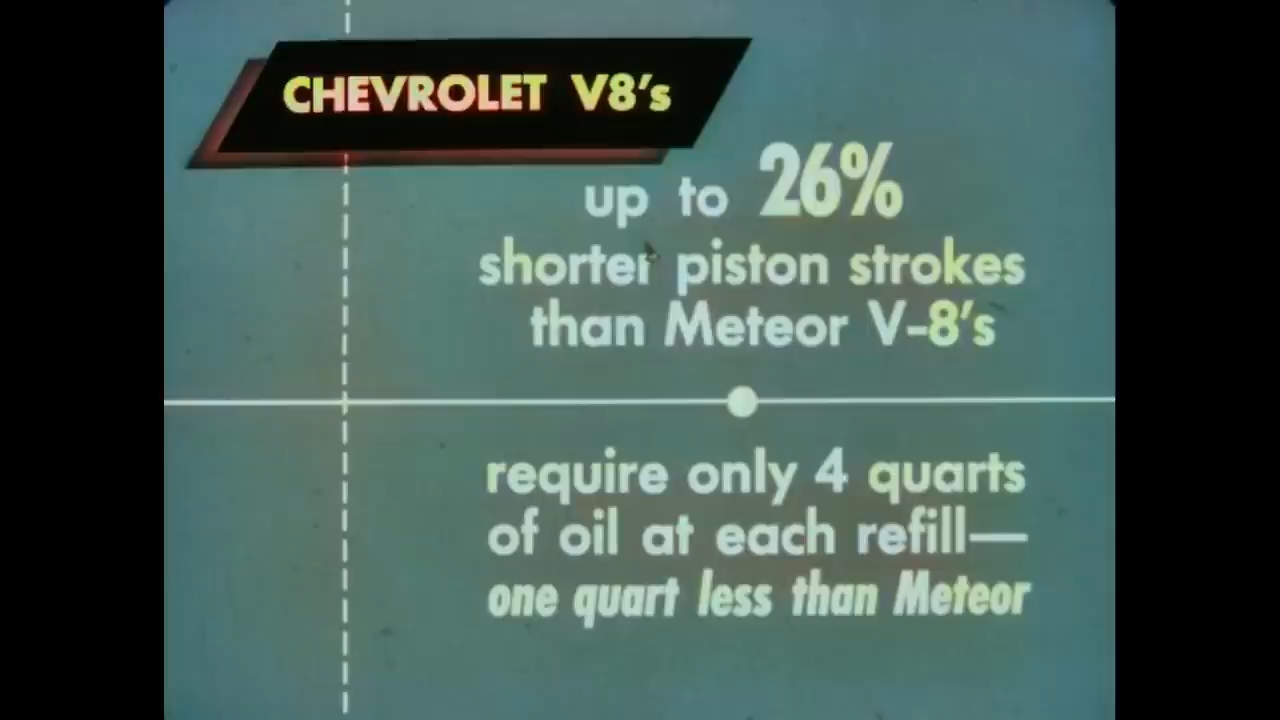 CHEVROLET V8's
up to 26%
shorter piston strokes
than Meteor V-8's
require only 4 quarts
of oil at each refill—
one quart less than Meteor